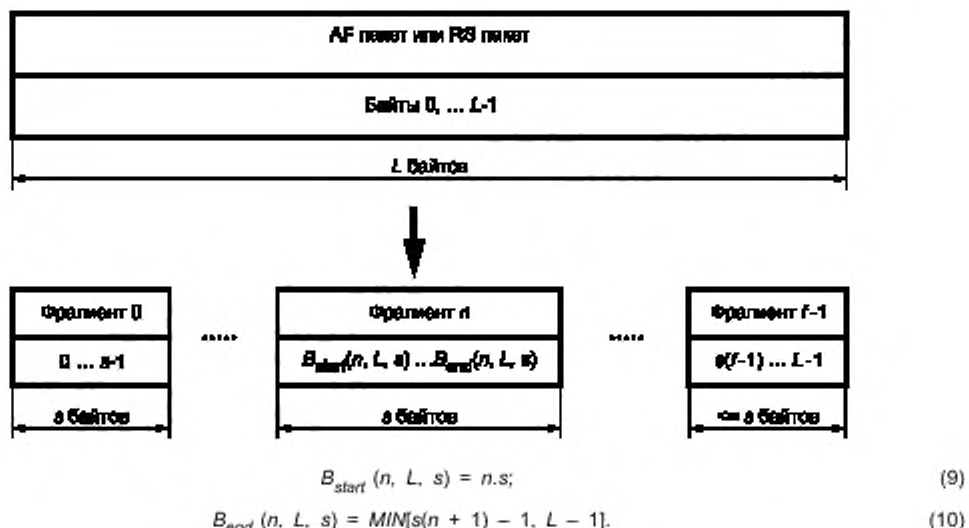 AF пакет или RS пакет
Байты 0, ... L-1
L байтов
Фрагмент 0
Фрагмент n
Фрагмент f-1
.....
.....
0 ... s-1
B_start(n, L, s) ... B_end(n, L, s)
s(f-1) ... L-1
s байтов
s байтов
<= s байтов
B_start (n, L, s) = n.s; (9)
B_end (n, L, s) = MIN[s(n + 1) − 1, L − 1]. (10)